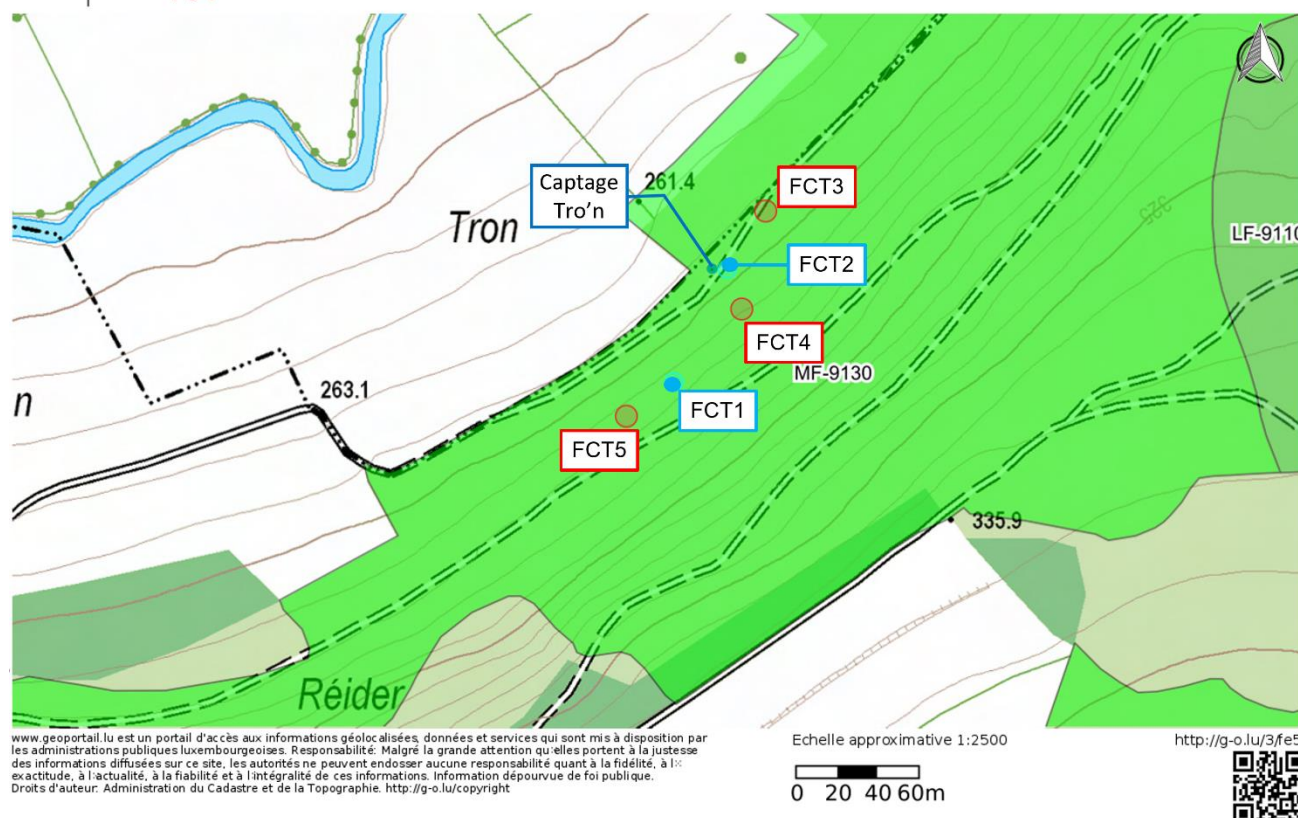 Captage
Tro'n
261.4
FCT3
Tron
FCT2
325
LF-9110
FCT4
MF-9130
263.1
n
FCT1
FCT5
335.9
Réider
www.geoportail.lu est un portail d'accès aux informations géolocalisées, données et services qui sont mis à disposition par
les administrations publiques luxembourgeoises. Responsabilité: Malgré la grande attention qu'elles portent à la justesse
des informations diffusées sur ce site, les autorités ne peuvent endosser aucune responsabilité quant à la fidélité, à l'
exactitude, à l'actualité, à la fiabilité et à l'intégralité de ces informations. Information dépourvue de foi publique.
Droits d'auteur: Administration du Cadastre et de la Topographie. http://g-o.lu/copyright
Echelle approximative 1:2500
0 20 40 60m
http://g-o.lu/3/fe5